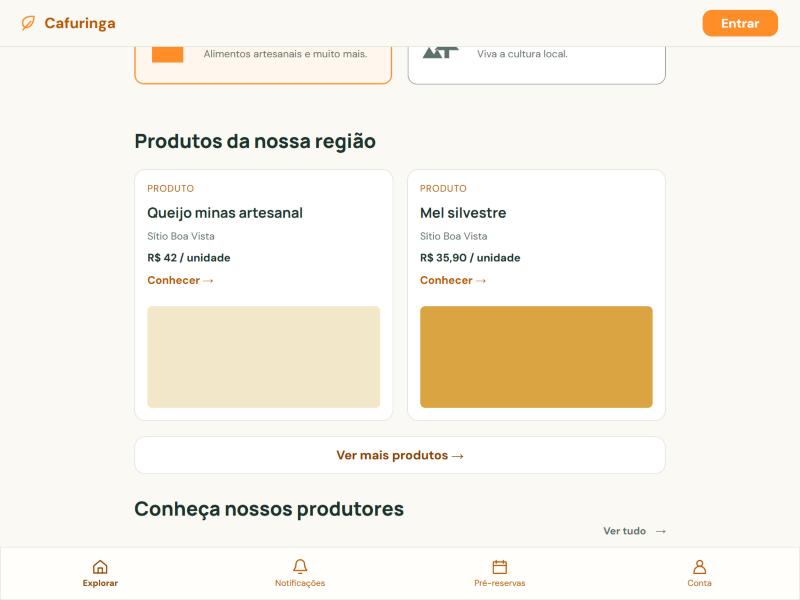 Cafuringa
Entrar
Alimentos artesanais e muito mais.
Viva a cultura local.
Produtos da nossa região
PRODUTO
Queijo minas artesanal
Sítio Boa Vista
R$ 42 / unidade
Conhecer →
PRODUTO
Mel silvestre
Sítio Boa Vista
R$ 35,90 / unidade
Conhecer →
Ver mais produtos →
Conheça nossos produtores
Ver tudo →
Explorar
Notificações
Pré-reservas
Conta